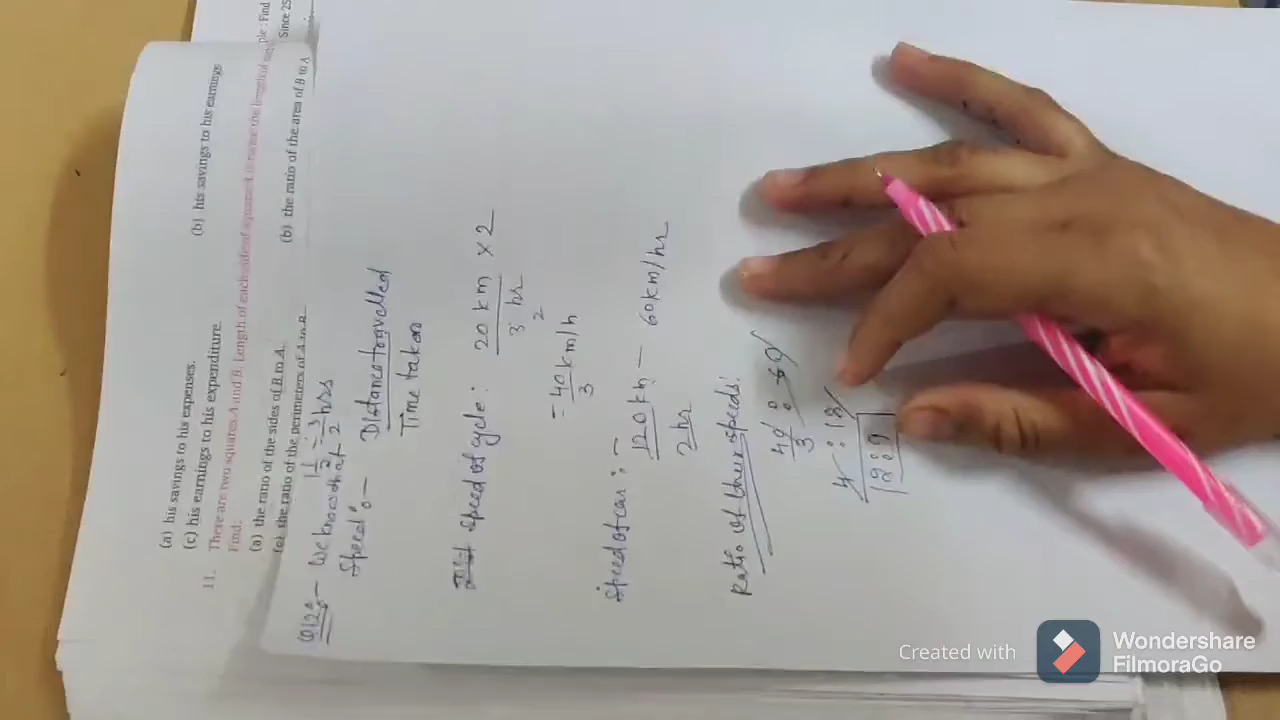 ple : Find
Since 25
(a) his savings to his expenses.
(b) his savings to his earnings
(c) his earnings to his expenditure.
11. There are two squares A and B. Length of each side of square
Find:
(a) the ratio of the sides of B to A.
(b) the ratio of the area of B to A
(c) the ratio of the perimeters of A to B.
Q12:- We know that 1 1/2 = 3/2 hrs
Speed :- Distance travelled
Time taken
Speed of cycle : 20 km × 2
3 hr
2
= 40 km/h
3
Speed of car :-
120 km - 60 km/hr
2 hr
Ratio of their speeds:
40 : 60
3
4 : 18
2 : 9
Created with
Wondershare
FilmoraGo